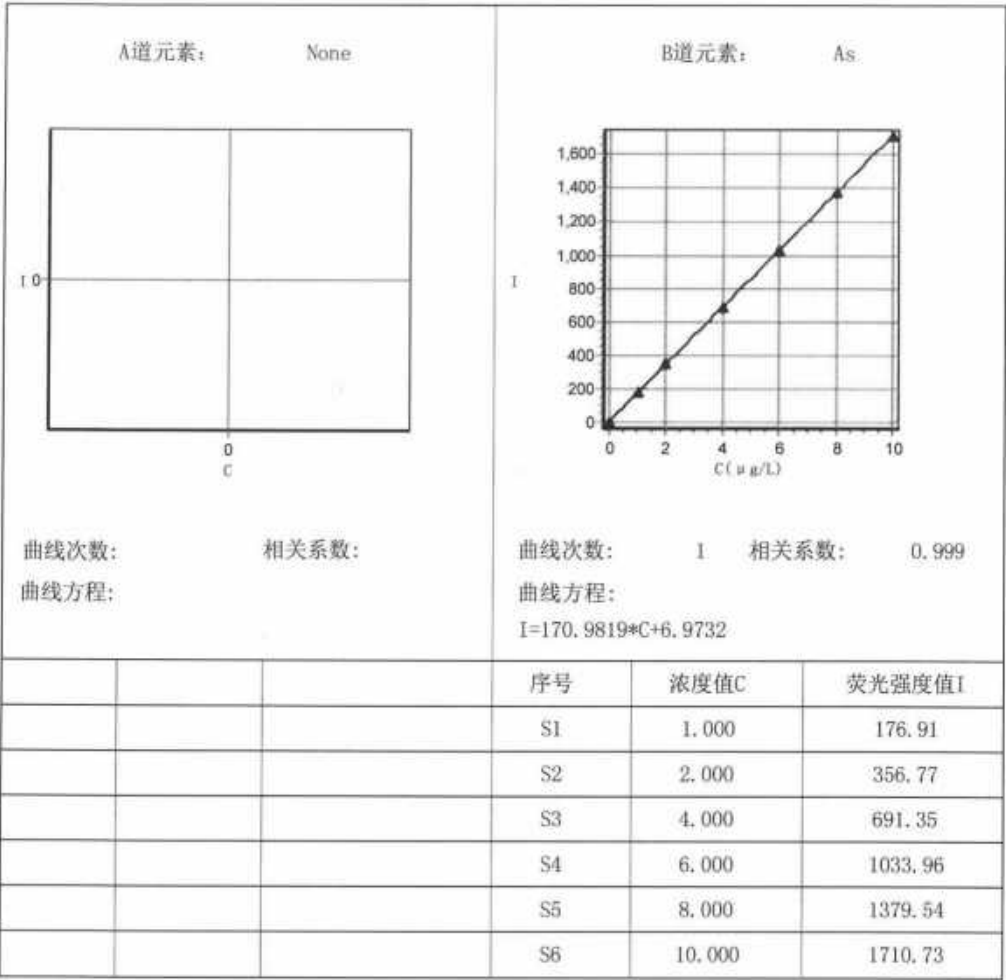 A道元素: None
I 0
0
C
曲线次数: 相关系数:
曲线方程:
B道元素: As
1,600
1,400
1,200
1,000
I 800
600
400
200
0
0 2 4 6 8 10
C(μg/L)
曲线次数: 1 相关系数: 0.999
曲线方程:
I=170.9819*C+6.9732
序号 浓度值C 荧光强度值I
S1 1.000 176.91
S2 2.000 356.77
S3 4.000 691.35
S4 6.000 1033.96
S5 8.000 1379.54
S6 10.000 1710.73